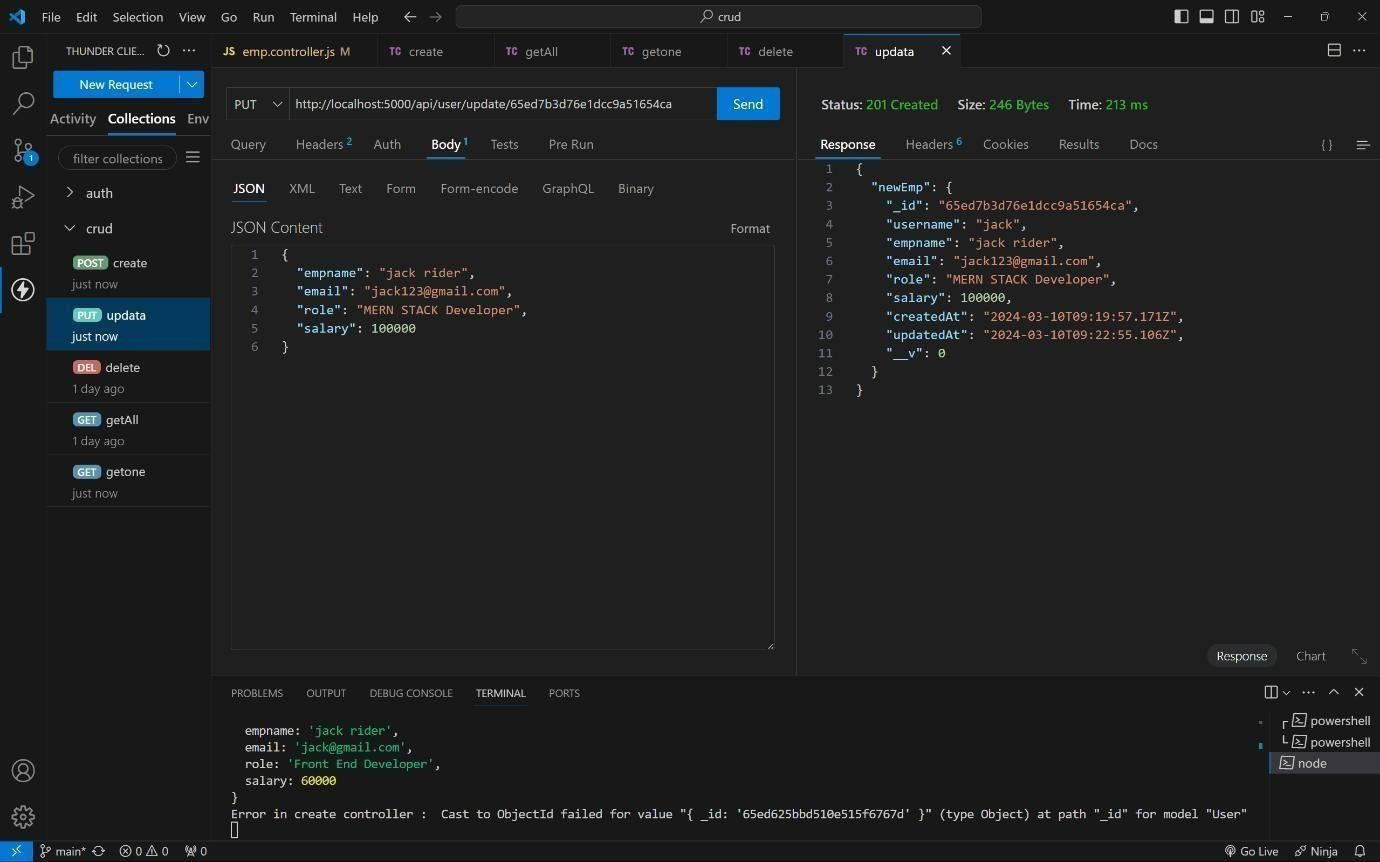 File Edit Selection View Go Run Terminal Help crud
THUNDER CLIE...
JS emp.controller.js M
TC create
TC getAll
TC getone
TC delete
TC updata
New Request
Activity Collections Env
filter collections
1
auth
crud
POST create
just now
PUT updata
just now
DEL delete
1 day ago
GET getAll
1 day ago
GET getone
just now
PUT http://localhost:5000/api/user/update/65ed7b3d76e1dcc9a51654ca Send
Query Headers 2 Auth Body 1 Tests Pre Run
JSON XML Text Form Form-encode GraphQL Binary
JSON Content Format
1 {
2 "empname": "jack rider",
3 "email": "jack123@gmail.com",
4 "role": "MERN STACK Developer",
5 "salary": 100000
6 }
Status: 201 Created Size: 246 Bytes Time: 213 ms
Response Headers 6 Cookies Results Docs { }
1 {
2 "newEmp": {
3 "_id": "65ed7b3d76e1dcc9a51654ca",
4 "username": "jack",
5 "empname": "jack rider",
6 "email": "jack123@gmail.com",
7 "role": "MERN STACK Developer",
8 "salary": 100000,
9 "createdAt": "2024-03-10T09:19:57.171Z",
10 "updatedAt": "2024-03-10T09:22:55.106Z",
11 "__v": 0
12 }
13 }
Response Chart
PROBLEMS OUTPUT DEBUG CONSOLE TERMINAL PORTS
empname: 'jack rider',
email: 'jack@gmail.com',
role: 'Front End Developer',
salary: 60000
}
Error in create controller : Cast to ObjectId failed for value "{ _id: '65ed625bbd510e515f6767d' }" (type Object) at path "_id" for model "User"
powershell
powershell
node
main* 0 0 0 Go Live Ninja